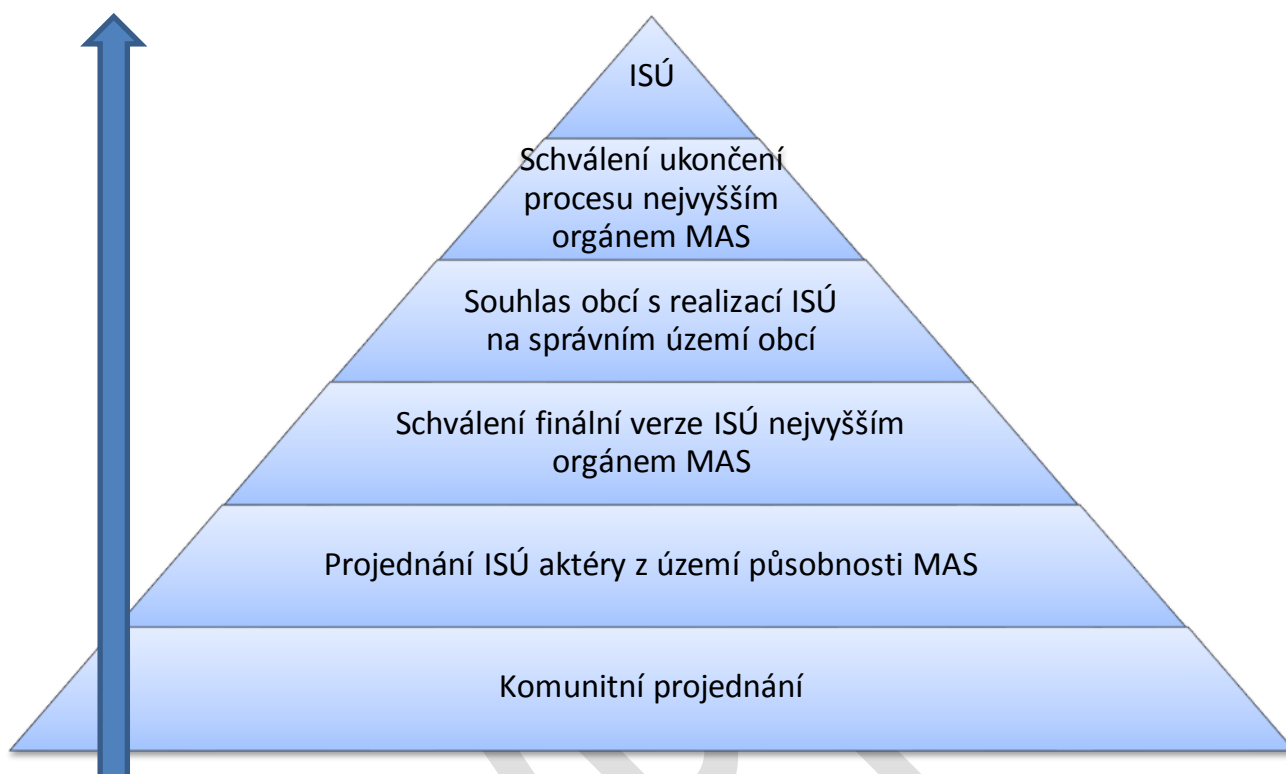 ISÚ
Schválení ukončení
procesu nejvyšším
orgánem MAS
Souhlas obcí s realizací ISÚ
na správním území obcí
Schválení finální verze ISÚ nejvyšším
orgánem MAS
Projednání ISÚ aktéry z území působnosti MAS
Komunitní projednání